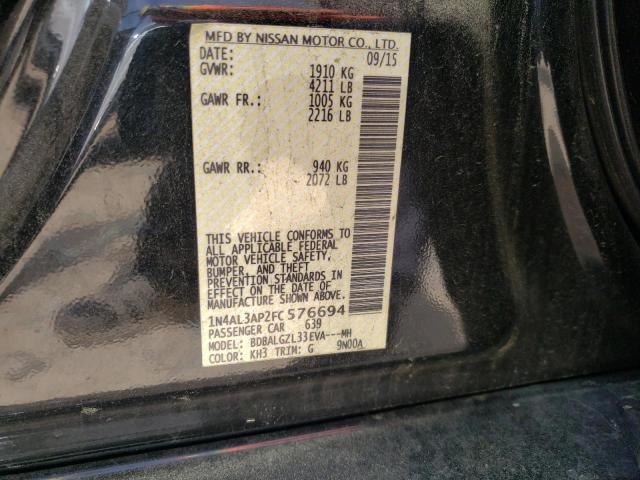 MFD BY NISSAN MOTOR CO., LTD.
DATE: 09/15
GVWR: 1910 KG
4211 LB
GAWR FR.: 1005 KG
2216 LB
GAWR RR.: 940 KG
2072 LB
THIS VEHICLE CONFORMS TO
ALL APPLICABLE FEDERAL
MOTOR VEHICLE SAFETY,
BUMPER, AND THEFT
PREVENTION STANDARDS IN
EFFECT ON THE DATE OF
MANUFACTURE SHOWN ABOVE.
1N4AL3AP2FC576694
PASSENGER CAR 639
MODEL: BDBALGZL33EVA---MH
COLOR: KH3 TRIM: G 9N00A